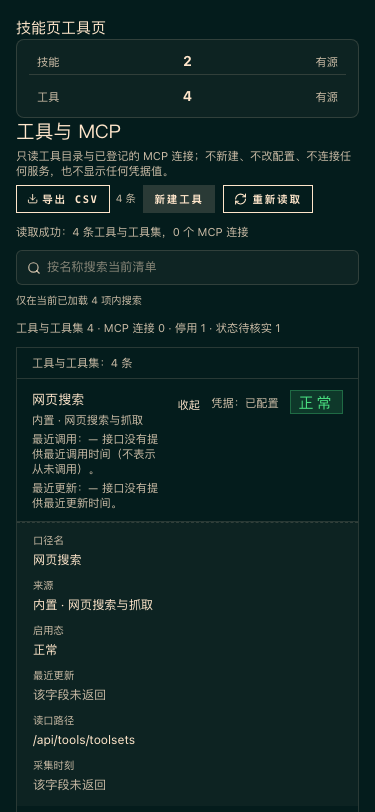 技能页工具页
技能 2 有源
工具 4 有源
工具与 MCP
只读工具目录与已登记的 MCP 连接；不新建、不改配置、不连接任
何服务，也不显示任何凭据值。
导出 CSV 4 条 新建工具 重新读取
读取成功：4 条工具与工具集，0 个 MCP 连接
按名称搜索当前清单
仅在当前已加载 4 项内搜索
工具与工具集 4 · MCP 连接 0 · 停用 1 · 状态待核实 1
工具与工具集：4 条
网页搜索 收起 凭据：已配置 正常
内置 · 网页搜索与抓取
最近调用：— 接口没有提
供最近调用时间（不表示
从未调用）。
最近更新：— 接口没有提
供最近更新时间。
口径名
网页搜索
来源
内置 · 网页搜索与抓取
启用态
正常
最近更新
该字段未返回
读口路径
/api/tools/toolsets
采集时刻
该字段未返回